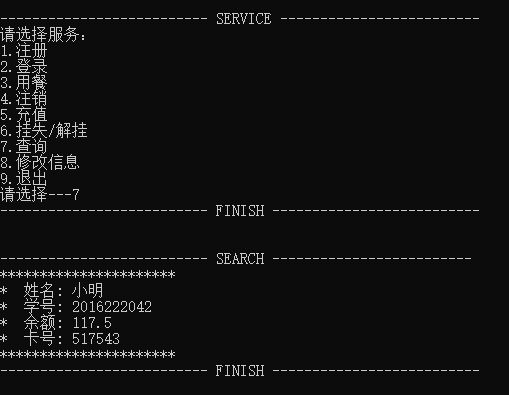 -------------------------- SERVICE -------------------------
请选择服务:
1.注册
2.登录
3.用餐
4.注销
5.充值
6.挂失/解挂
7.查询
8.修改信息
9.退出
请选择---7
-------------------------- FINISH --------------------------
-------------------------- SEARCH -------------------------
**********************
*  姓名: 小明
*  学号: 2016222042
*  余额: 117.5
*  卡号: 517543
**********************
-------------------------- FINISH --------------------------